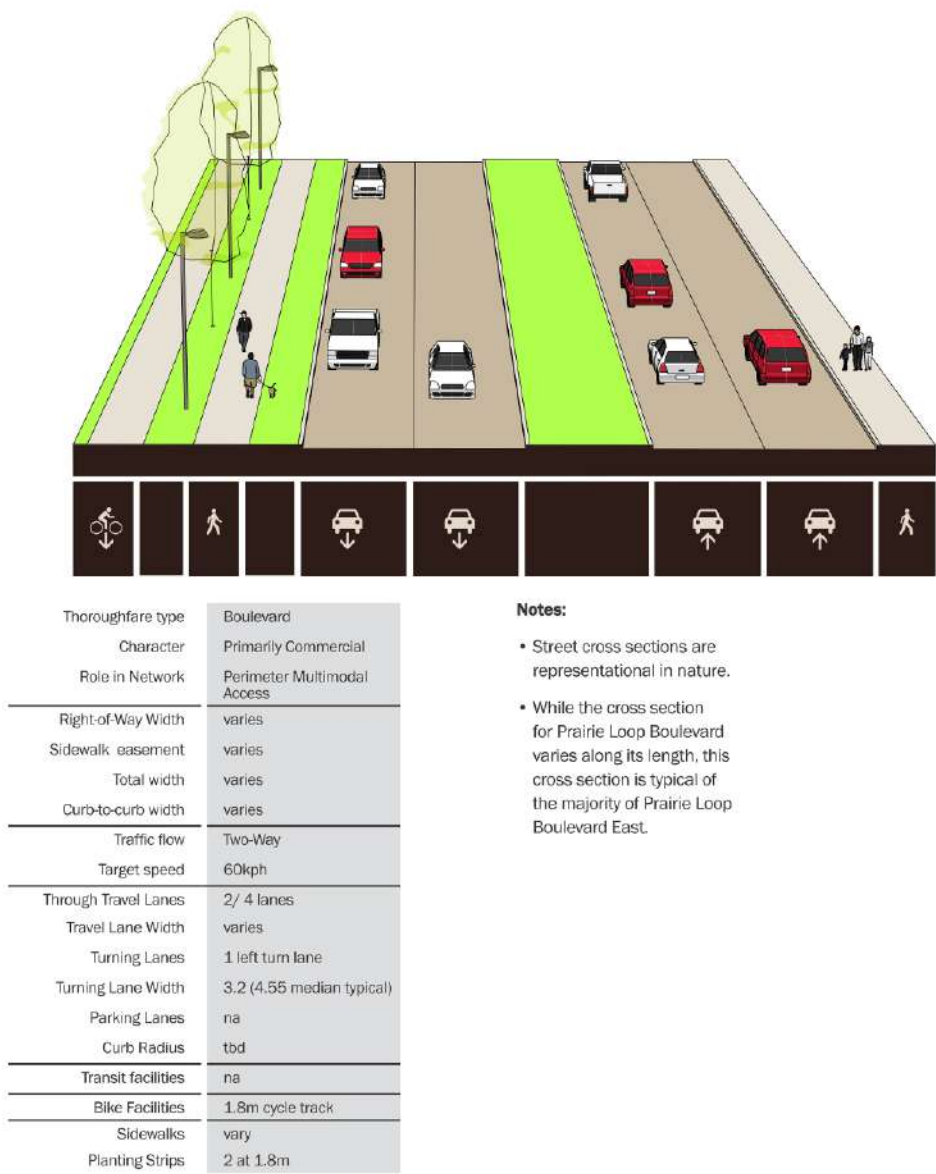 Thoroughfare type Boulevard
Character Primarily Commercial
Role in Network Perimeter Multimodal
Access
Right-of-Way Width varies
Sidewalk easement varies
Total width varies
Curb-to-curb width varies
Traffic flow Two-Way
Target speed 60kph
Through Travel Lanes 2/ 4 lanes
Travel Lane Width varies
Turning Lanes 1 left turn lane
Turning Lane Width 3.2 (4.55 median typical)
Parking Lanes na
Curb Radius tbd
Transit facilities na
Bike Facilities 1.8m cycle track
Sidewalks vary
Planting Strips 2 at 1.8m
Notes:
• Street cross sections are
representational in nature.
• While the cross section
for Prairie Loop Boulevard
varies along its length, this
cross section is typical of
the majority of Prairie Loop
Boulevard East.